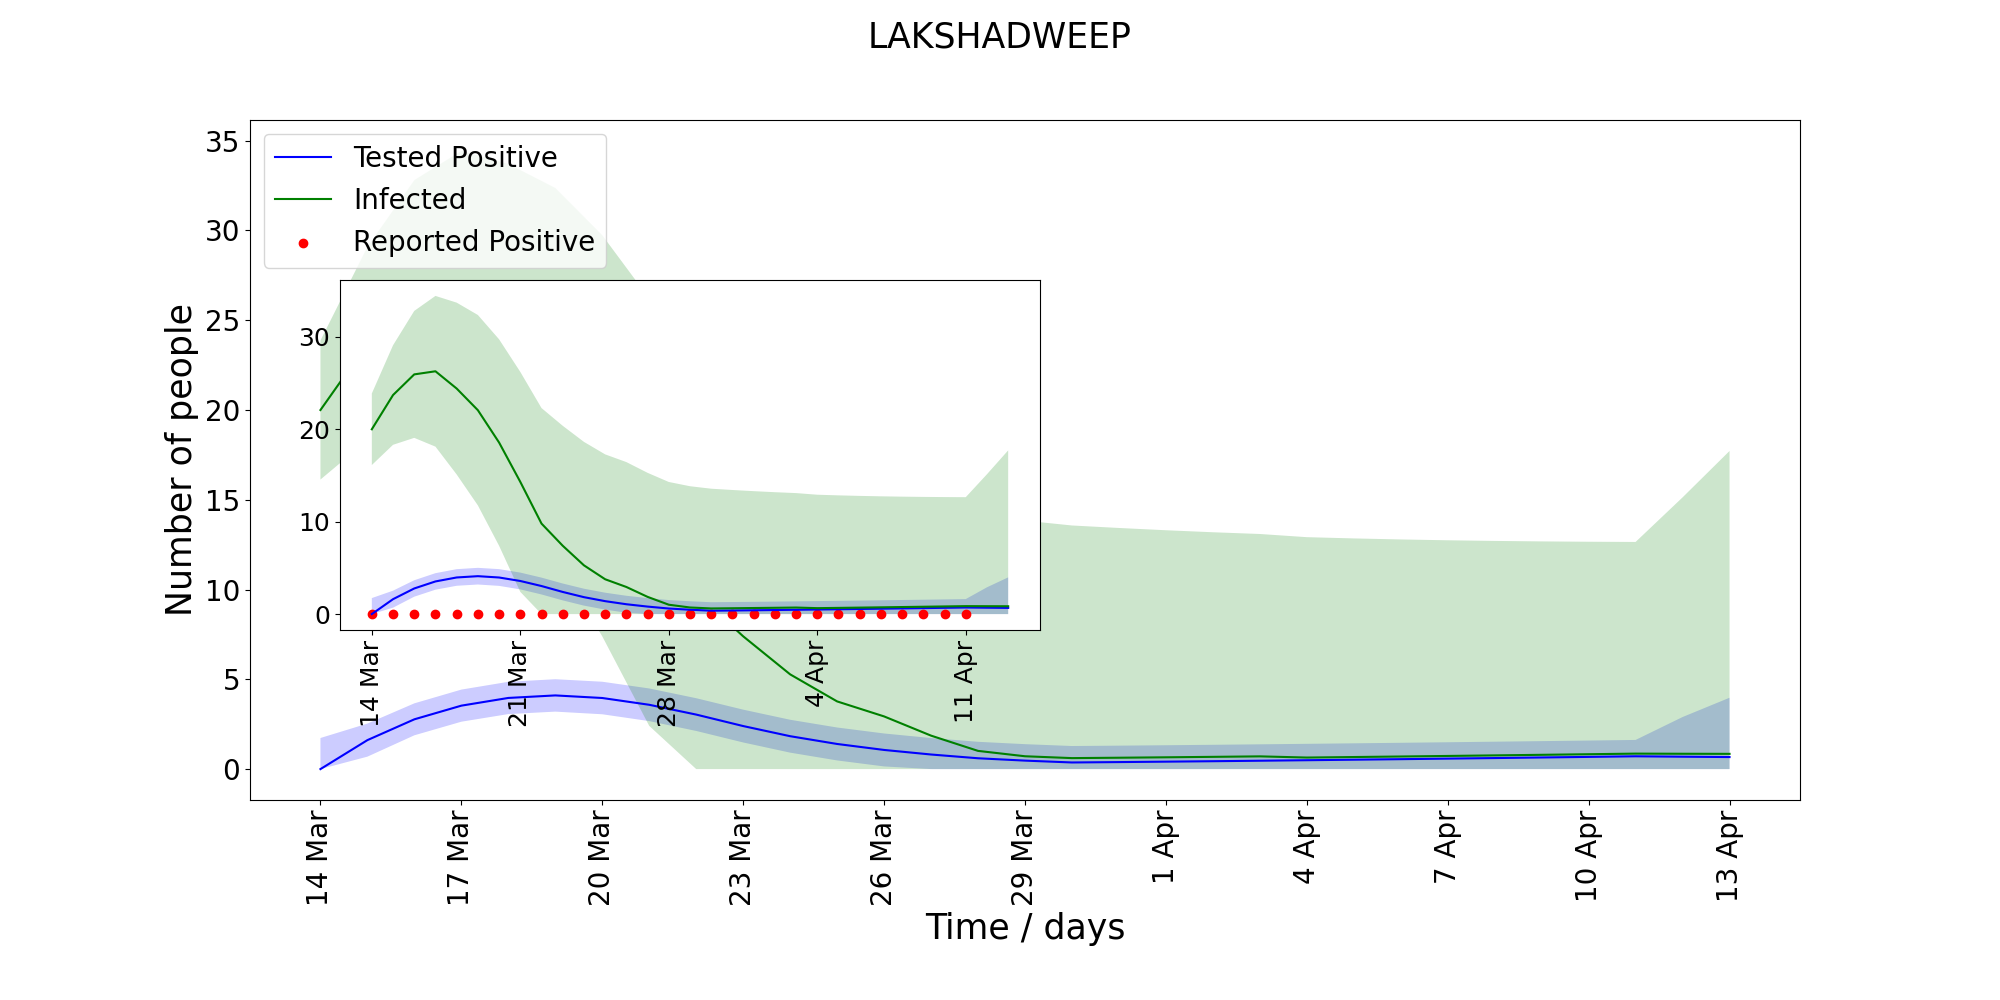 LAKSHADWEEP
Tested Positive
Infected
Reported Positive
Number of people
35
30
25
20
15
10
5
0
30
20
10
0
14 Mar
21 Mar
28 Mar
4 Apr
11 Apr
14 Mar
17 Mar
20 Mar
23 Mar
26 Mar
29 Mar
1 Apr
4 Apr
7 Apr
10 Apr
13 Apr
Time / days